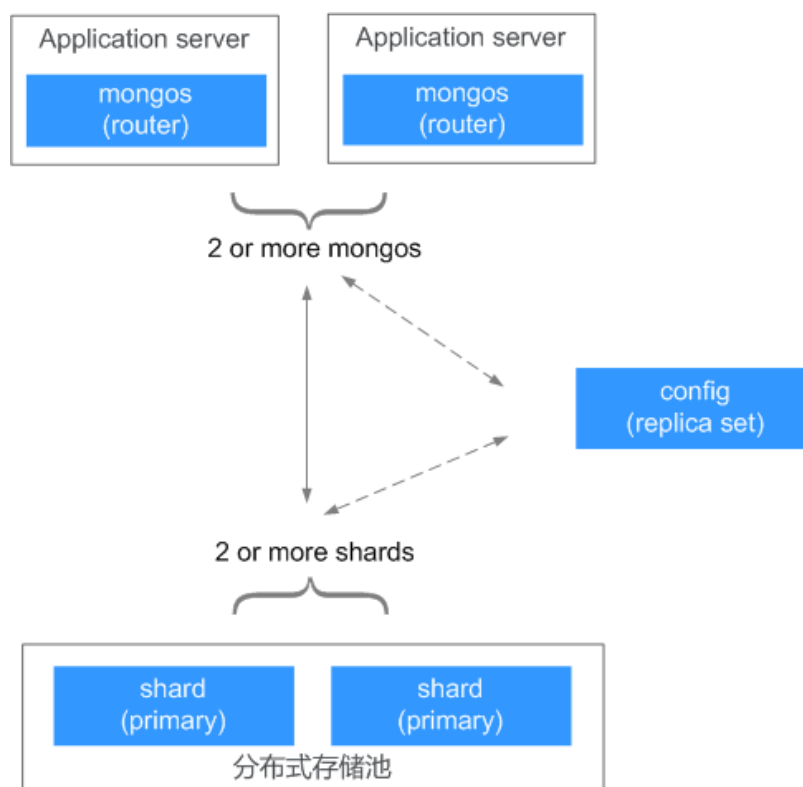 Application server
mongos
(router)
Application server
mongos
(router)
2 or more mongos
config
(replica set)
2 or more shards
shard
(primary)
shard
(primary)
分布式存储池